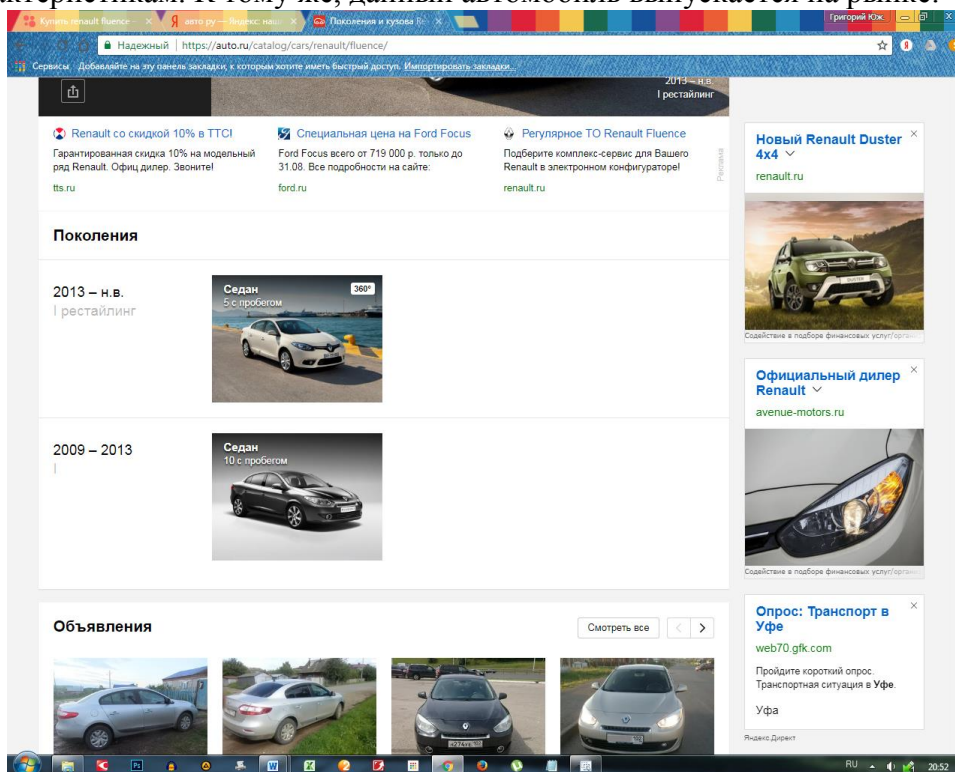 актеристикам. К тому же, данный автомобиль выпускается на рынке.
Купить renault fluence -
авто ру — Яндекс: наш
Поколения и кузова Re
Григорий Юж.
Надежный | https://auto.ru/catalog/cars/renault/fluence/
Сервисы Добавляйте на эту панель закладки, к которым хотите иметь быстрый доступ. Импортировать закладки...
2013 – н.в.
I рестайлинг
Renault со скидкой 10% в ТТС!
Гарантированная скидка 10% на модельный
ряд Renault. Офиц дилер. Звоните!
tts.ru
Специальная цена на Ford Focus
Ford Focus всего от 719 000 р. только до
31.08. Все подробности на сайте:
ford.ru
Регулярное ТО Renault Fluence
Подберите комплекс-сервис для Вашего
Renault в электронном конфигураторе!
renault.ru
Реклама
Поколения
2013 – н.в.
I рестайлинг
Седан
5 с пробегом
360°
2009 – 2013
I
Седан
10 с пробегом
Объявления
Смотреть все
Новый Renault Duster
4x4
renault.ru
DUSTER
Содействие в подборе финансовых услуг/орган
Официальный дилер
Renault
avenue-motors.ru
Содействие в подборе финансовых услуг/орган
Опрос: Транспорт в
Уфе
web70.gfk.com
Пройдите короткий опрос.
Транспортная ситуация в Уфе.
Уфа
Яндекс.Директ
RU
20:52